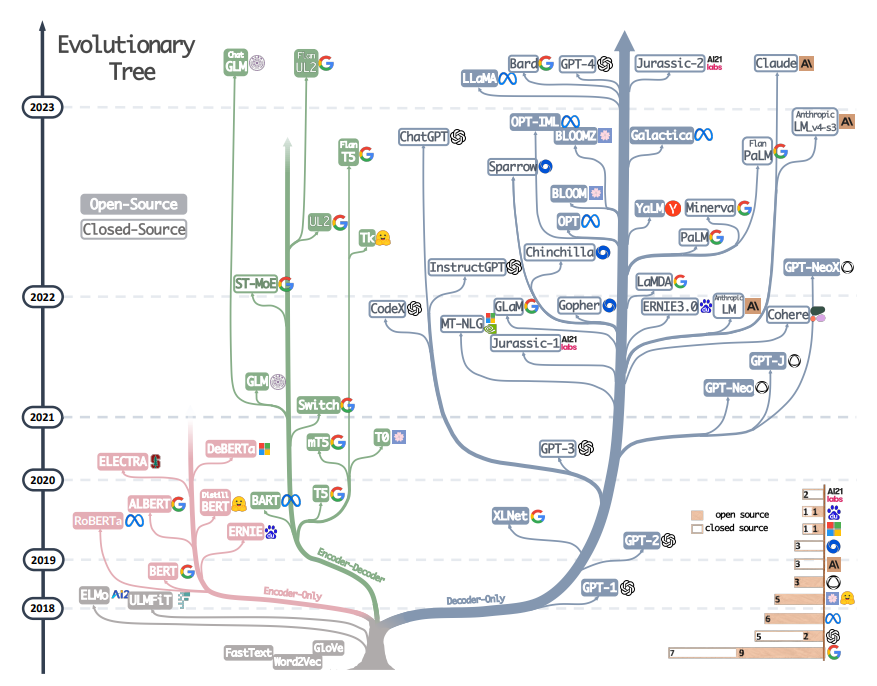 Evolutionary
Tree
2023
2022
2021
2020
2019
2018
Open-Source
Closed-Source
Chat
GLM
Flan
UL2
Bard
GPT-4
Jurassic-2
AI21
labs
Claude
A\
LLaMA
OPT-IML
BLOOMZ
Galactica
Anthropic
LM_v4-s3
A\
ChatGPT
Flan
T5
Flan
PaLM
Sparrow
BLOOM
OPT
YaLM
Minerva
UL2
Tk
PaLM
Chinchilla
InstructGPT
GPT-NeoX
ST-MoE
LaMDA
CodeX
GLaM
Gopher
ERNIE3.0
Anthropic
LM
A\
Cohere
MT-NLG
Jurassic-1
AI21
labs
GPT-J
GLM
GPT-Neo
Switch
mT5
T0
GPT-3
DeBERTa
ELECTRA
ALBERT
Distill
BERT
BART
T5
RoBERTa
ERNIE
XLNet
GPT-2
BERT
GPT-1
ELMo
Ai2
ULMFiT
Encoder-Only
Encoder-Decoder
Decoder-Only
FastText
GloVe
Word2Vec
open source
closed source
2
AI21
labs
1 1
1 1
3
3
A\
3
5
6
5 2
7 9